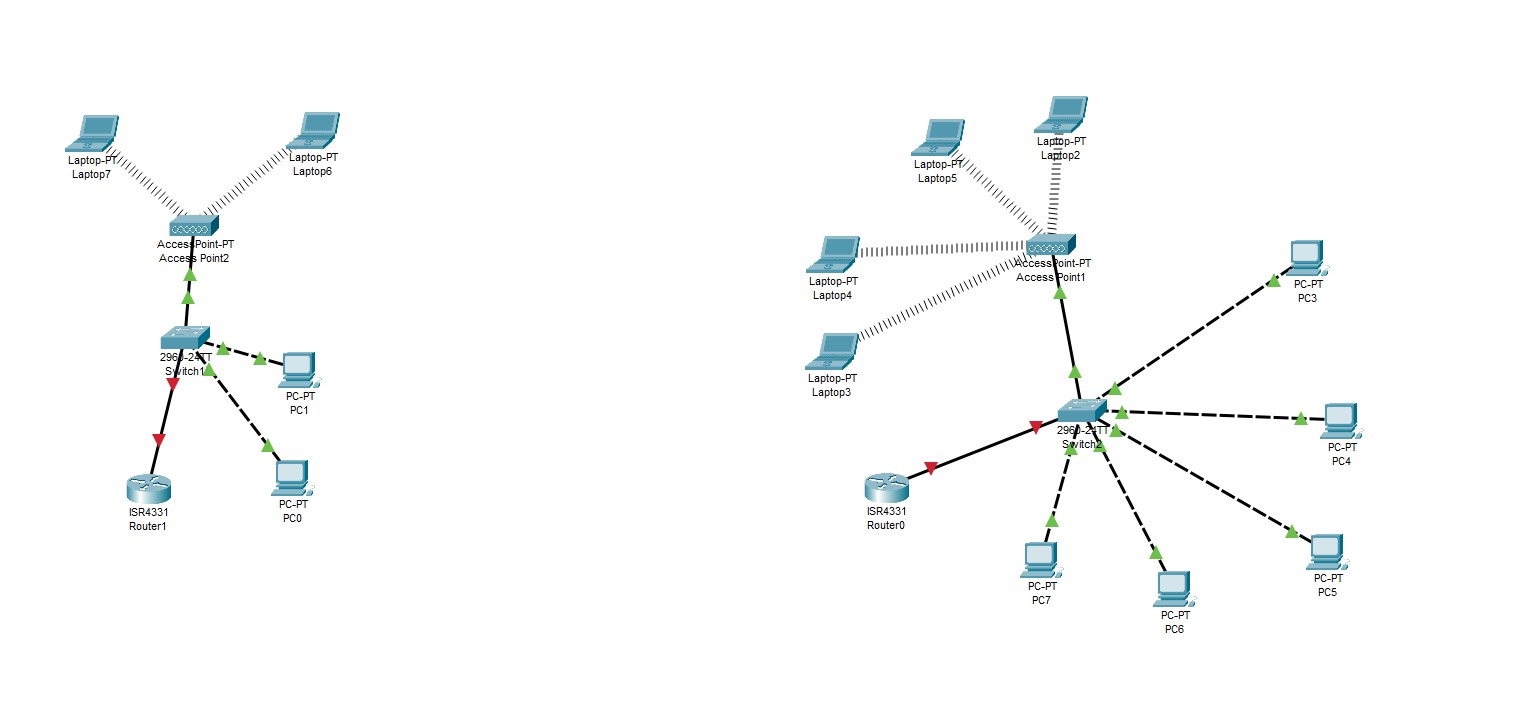 Laptop-PT
Laptop7
Laptop-PT
Laptop6
AccessPoint-PT
Access Point2
2960-24TT
Switch1
PC-PT
PC1
PC-PT
PC0
ISR4331
Router1
Laptop-PT
Laptop2
Laptop-PT
Laptop5
AccessPoint-PT
Access Point1
Laptop-PT
Laptop4
Laptop-PT
Laptop3
PC-PT
PC3
2960-24TT
Switch2
PC-PT
PC4
ISR4331
Router0
PC-PT
PC5
PC-PT
PC7
PC-PT
PC6